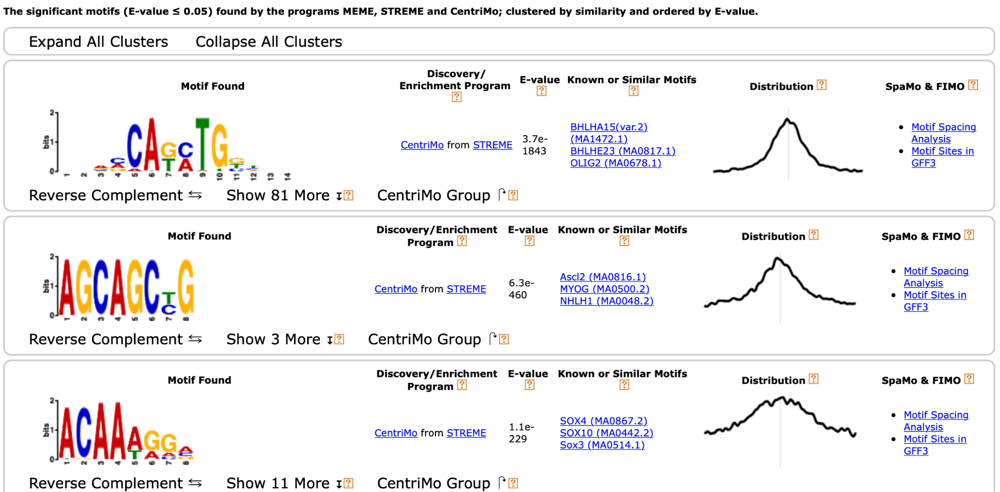 The significant motifs (E-value ≤ 0.05) found by the programs MEME, STREME and CentriMo; clustered by similarity and ordered by E-value.
Expand All Clusters Collapse All Clusters
Motif Found
Discovery/
Enrichment Program
?
E-value
?
Known or Similar Motifs
?
Distribution ?
SpaMo & FIMO ?
2
bits
1
0
CAGCTG
1 2 3 4 5 6 7 8 9 10 11 12 13 14
CentriMo from STREME
3.7e-
1843
BHLHA15(var.2)
(MA1472.1)
BHLHE23 (MA0817.1)
OLIG2 (MA0678.1)
• Motif Spacing
Analysis
• Motif Sites in
GFF3
Reverse Complement ⇆ Show 81 More ↧ ? CentriMo Group ↱ ?
Motif Found
Discovery/Enrichment
Program ?
E-value
?
Known or Similar Motifs
?
Distribution ?
SpaMo & FIMO ?
2
bits
1
0
AGCAGCTG
C
1 2 3 4 5 6 7 8
CentriMo from STREME
6.3e-
460
Ascl2 (MA0816.1)
MYOG (MA0500.2)
NHLH1 (MA0048.2)
• Motif Spacing
Analysis
• Motif Sites in
GFF3
Reverse Complement ⇆ Show 3 More ↧ ? CentriMo Group ↱ ?
Motif Found
Discovery/Enrichment
Program ?
E-value
?
Known or Similar Motifs
?
Distribution ?
SpaMo & FIMO ?
2
bits
1
0
ACAAAGGA
1 2 3 4 5 6 7 8
CentriMo from STREME
1.1e-
229
SOX4 (MA0867.2)
SOX10 (MA0442.2)
Sox3 (MA0514.1)
• Motif Spacing
Analysis
• Motif Sites in
GFF3
Reverse Complement ⇆ Show 11 More ↧ ? CentriMo Group ↱ ?